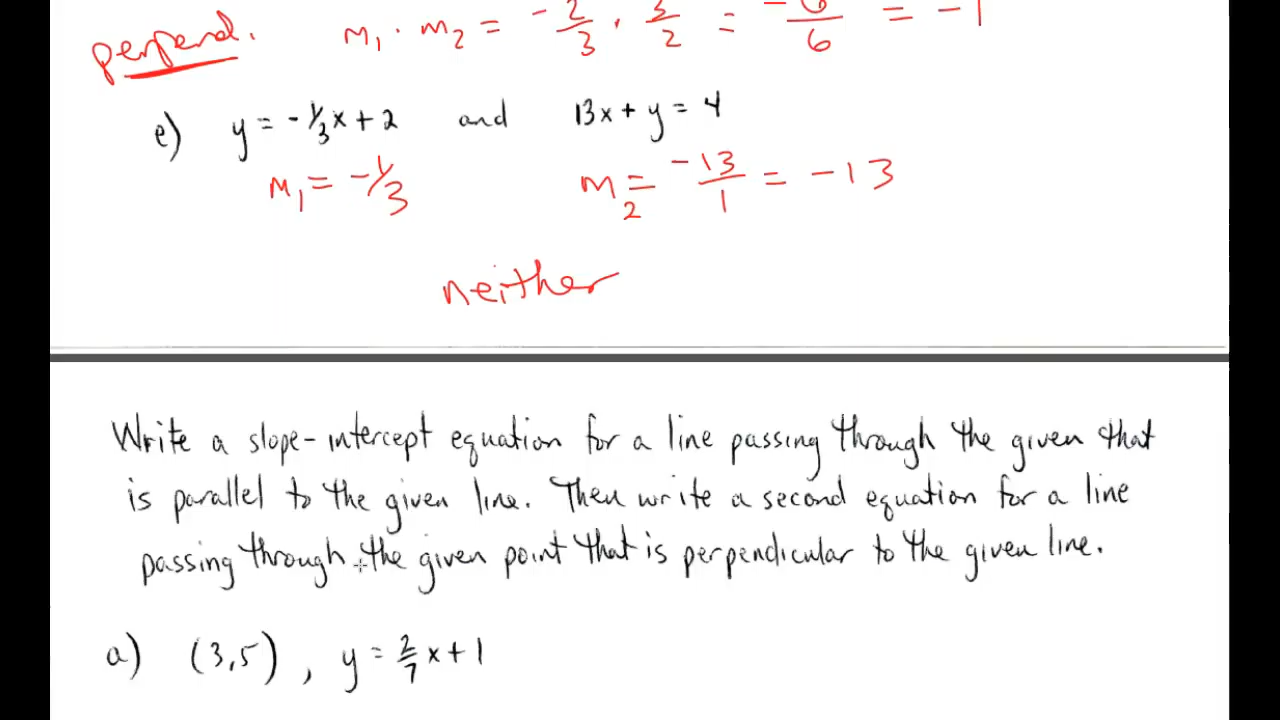 perpend. m₁ · m₂ = -2/3 · 3/2 = -6/6 = -1
e) y = -1/3x + 2 and 13x + y = 4
m₁ = -1/3 m₂ = -13/1 = -13
neither
Write a slope-intercept equation for a line passing through the given that
is parallel to the given line. Then write a second equation for a line
passing through the given point that is perpendicular to the given line.
a) (3,5), y = 2/7x + 1